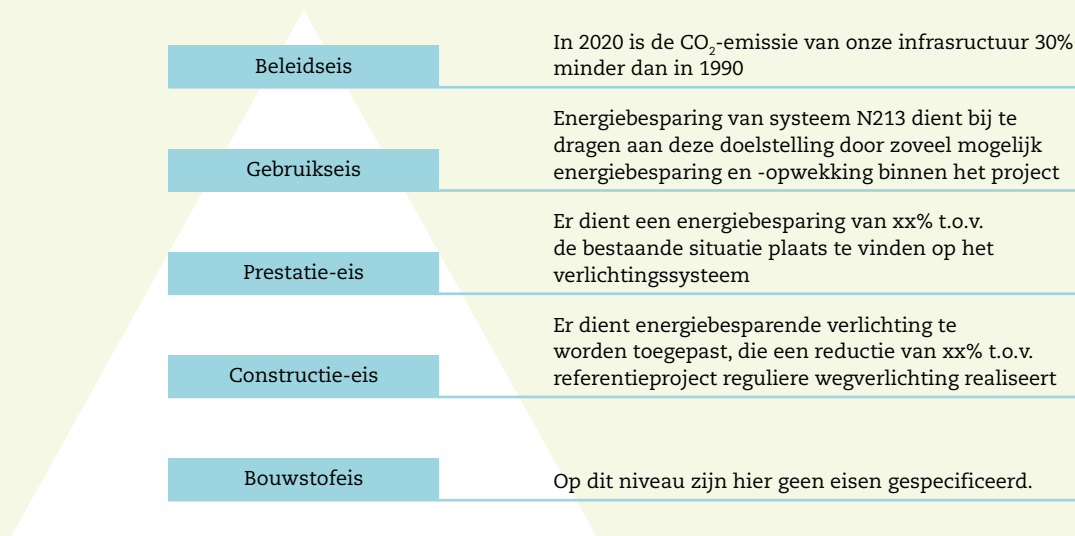 Beleidseis
In 2020 is de CO₂-emissie van onze infrasructuur 30%
minder dan in 1990
Gebruikseis
Energiebesparing van systeem N213 dient bij te
dragen aan deze doelstelling door zoveel mogelijk
energiebesparing en -opwekking binnen het project
Prestatie-eis
Er dient een energiebesparing van xx% t.o.v.
de bestaande situatie plaats te vinden op het
verlichtingssysteem
Constructie-eis
Er dient energiebesparende verlichting te
worden toegepast, die een reductie van xx% t.o.v.
referentieproject reguliere wegverlichting realiseert
Bouwstofeis
Op dit niveau zijn hier geen eisen gespecificeerd.